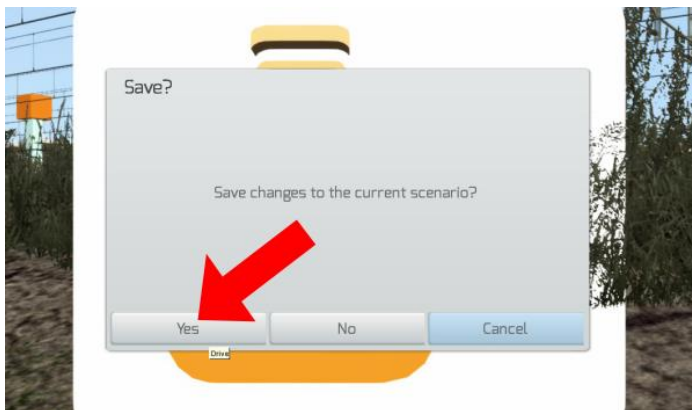 Save?
Save changes to the current scenario?
Yes
No
Cancel
Drive